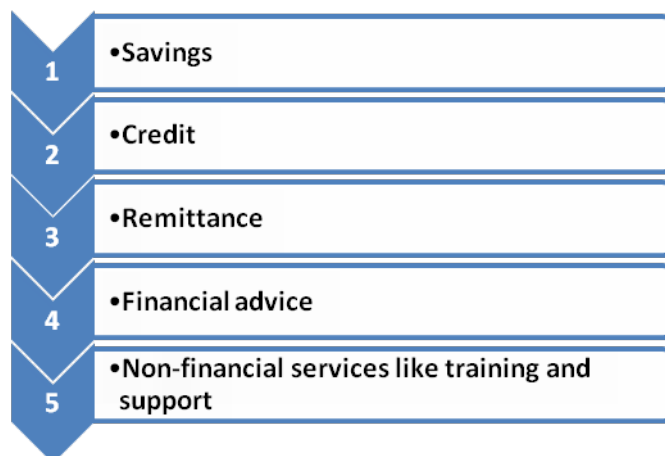 1 •Savings
2 •Credit
3 •Remittance
4 •Financial advice
5 •Non-financial services like training and
support